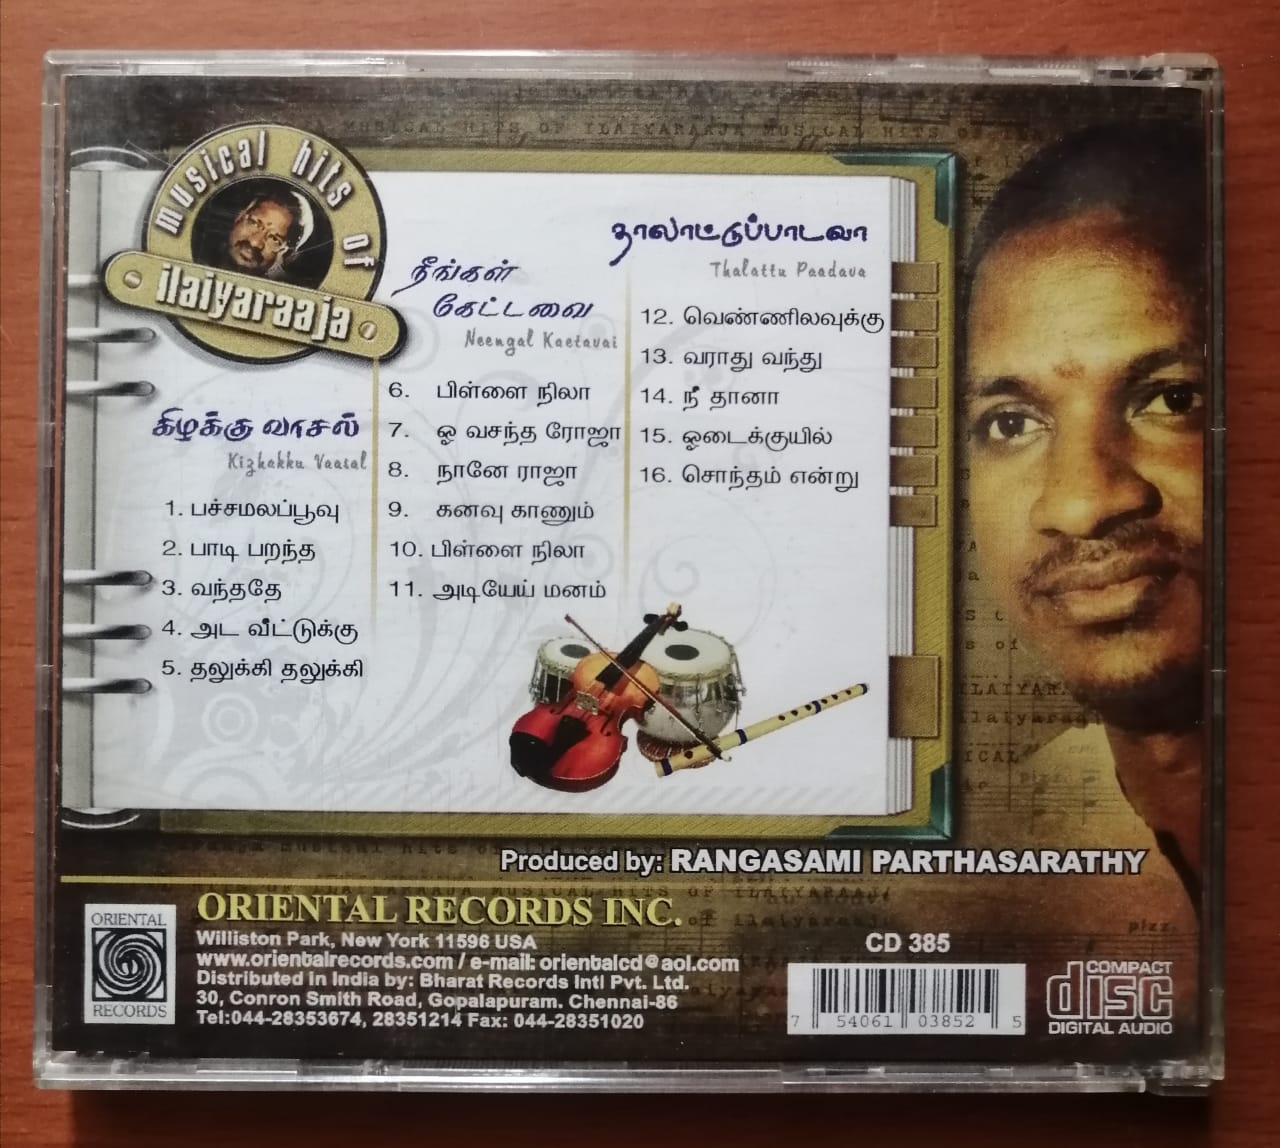 musical hits of
ilaiyaraaja
கிழக்கு வாசல்
Kizhakku Vaasal
1. பச்சமலப்பூவு
2. பாடி பறந்த
3. வந்ததே
4. அட வீட்டுக்கு
5. தலுக்கி தலுக்கி
நீங்கள்
கேட்டவை
Neengal Kaetavai
6. பிள்ளை நிலா
7. ஓ வசந்த ரோஜா
8. நானே ராஜா
9. கனவு காணும்
10. பிள்ளை நிலா
11. அடியேய் மனம்
தாலாட்டுப்பாடவா
Thalattu Paadava
12. வெண்ணிலவுக்கு
13. வராது வந்து
14. நீ தானா
15. ஓடைக்குயில்
16. சொந்தம் என்று
Produced by: RANGASAMI PARTHASARATHY
ORIENTAL
RECORDS
ORIENTAL RECORDS INC.
Williston Park, New York 11596 USA
www.orientalrecords.com / e-mail: orientalcd@aol.com
Distributed in India by: Bharat Records Intl Pvt. Ltd.
30, Conron Smith Road, Gopalapuram. Chennai-86
Tel:044-28353674, 28351214 Fax: 044-28351020
CD 385
7 54061 03852 5
COMPACT
disc
DIGITAL AUDIO